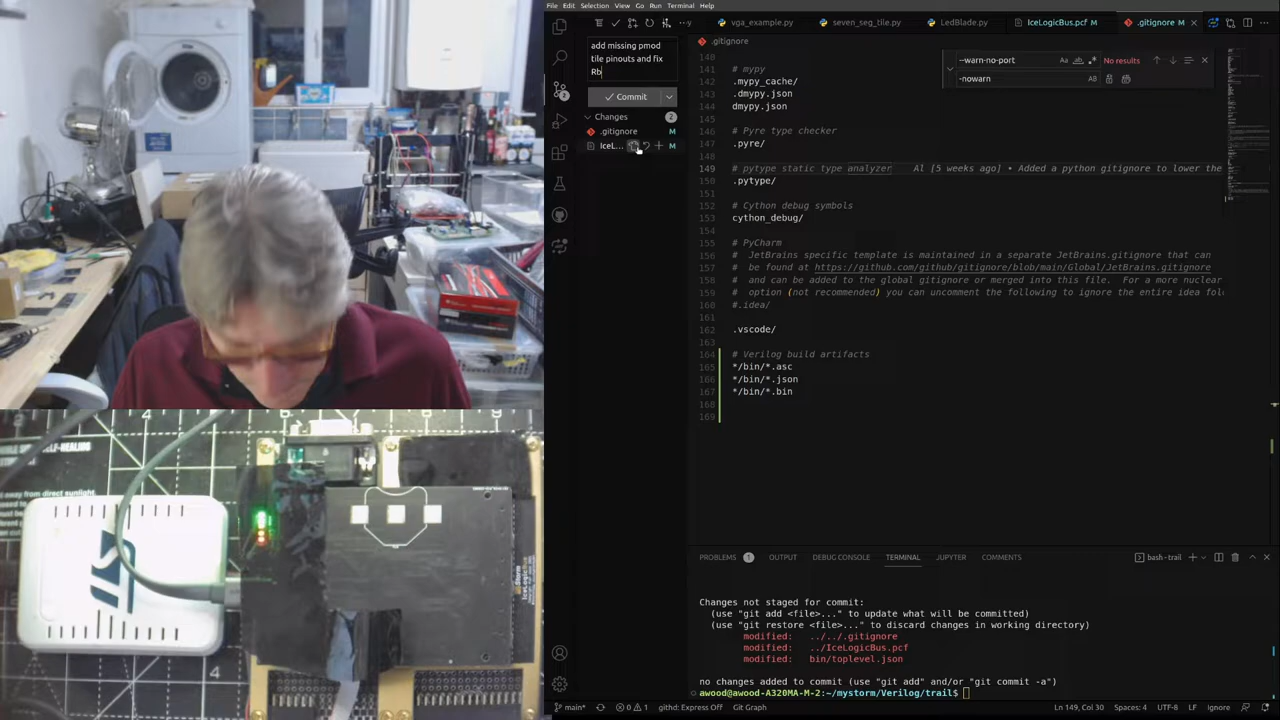 File Edit Selection View Go Run Terminal Help
vga_example.py
seven_seg_tile.py
LedBlade.py
IceLogicBus.pcf M
.gitignore M
.gitignore
add missing pmod
tile pinouts and fix
Rb
Commit
Changes 2
.gitignore M
IceL... M
--warn-no-port
No results
-nowarn
140
141 # mypy
142 .mypy_cache/
143 .dmypy.json
144 dmypy.json
145
146 # Pyre type checker
147 .pyre/
148
149 # pytype static type analyzer Al [5 weeks ago] • Added a python gitignore to lower the
150 .pytype/
151
152 # Cython debug symbols
153 cython_debug/
154
155 # PyCharm
156 # JetBrains specific template is maintained in a separate JetBrains.gitignore that can
157 # be found at https://github.com/github/gitignore/blob/main/Global/JetBrains.gitignore
158 # and can be added to the global gitignore or merged into this file. For a more nuclear
159 # option (not recommended) you can uncomment the following to ignore the entire idea fol
160 #.idea/
161
162 .vscode/
163
164 # Verilog build artifacts
165 */bin/*.asc
166 */bin/*.json
167 */bin/*.bin
168
169
PROBLEMS 1 OUTPUT DEBUG CONSOLE TERMINAL JUPYTER COMMENTS
bash - trail
Changes not staged for commit:
(use "git add <file>..." to update what will be committed)
(use "git restore <file>..." to discard changes in working directory)
modified: ../../.gitignore
modified: ../IceLogicBus.pcf
modified: bin/toplevel.json
no changes added to commit (use "git add" and/or "git commit -a")
awood@awood-A320MA-M-2:~/mystorm/Verilog/trail$
main* 0 1 githd: Express Off Git Graph
Ln 149, Col 30 Spaces: 4 UTF-8 LF Ignore